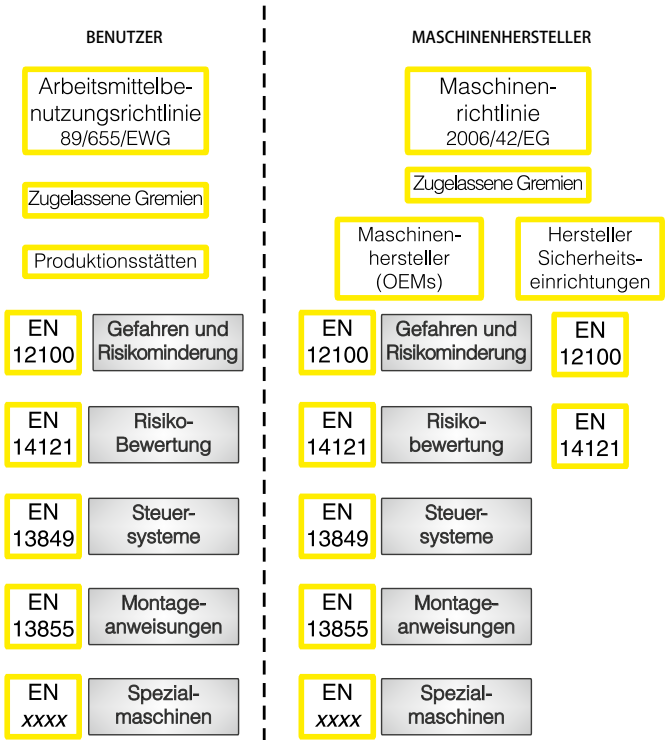 BENUTZER
Arbeitsmittelbe-
nutzungsrichtlinie
89/655/EWG
Zugelassene Gremien
Produktionsstätten
EN
12100
Gefahren und
Risikominderung
EN
14121
Risiko-
Bewertung
EN
13849
Steuer-
systeme
EN
13855
Montage-
anweisungen
EN
xxxx
Spezial-
maschinen
MASCHINENHERSTELLER
Maschinen-
richtlinie
2006/42/EG
Zugelassene Gremien
Maschinen-
hersteller
(OEMs)
Hersteller
Sicherheits-
einrichtungen
EN
12100
Gefahren und
Risikominderung
EN
12100
EN
14121
Risiko-
bewertung
EN
14121
EN
13849
Steuer-
systeme
EN
13855
Montage-
anweisungen
EN
xxxx
Spezial-
maschinen